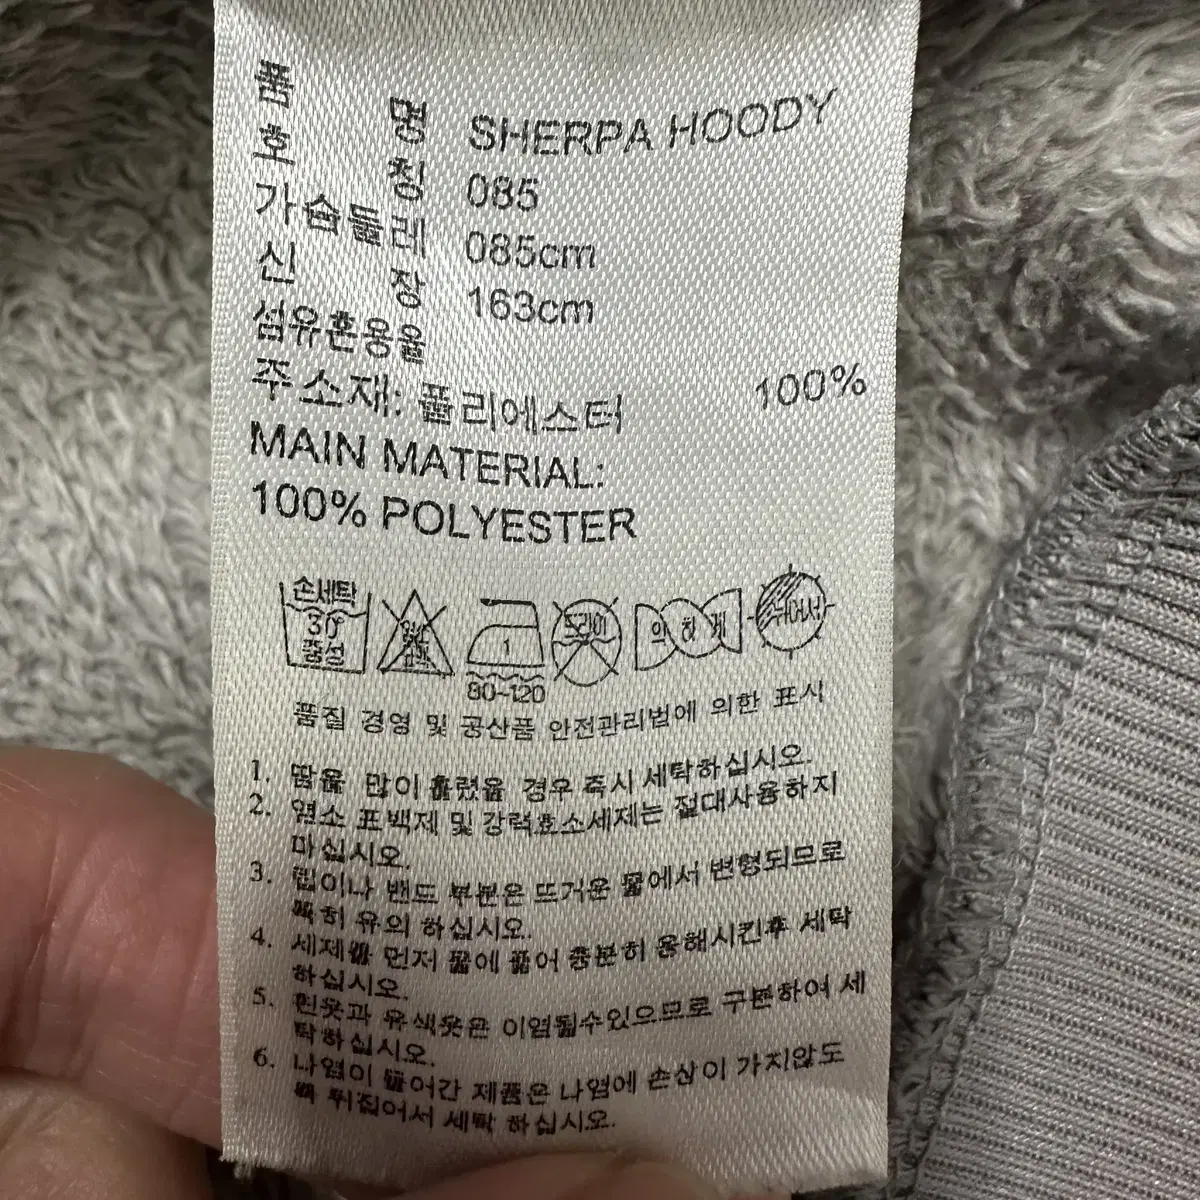 품 명 SHERPA HOODY
호 칭 085
가슴둘레 085cm
신 장 163cm
섬유혼용율
주소재: 폴리에스터 100%
MAIN MATERIAL:
100% POLYESTER
손세탁
30°
중성
1
80-120
드라이
약하게
뉘어서
품질 경영 및 공산품 안전관리법에 의한 표시
1. 땀을 많이 흘렸을 경우 즉시 세탁하십시오.
2. 염소 표백제 및 강력효소세제는 절대사용하지
마십시오.
3. 립이나 밴드 부분은 뜨거운 물에서 변형되므로
특히 유의 하십시오.
4. 세제를 먼저 물에 풀어 충분히 용해시킨후 세탁
하십시오.
5. 흰옷과 유색옷은 이염될수있으므로 구분하여 세
탁하십시오.
6. 나염이 들어간 제품은 나염에 손상이 가지않도
록 뒤집어서 세탁 하십시오.